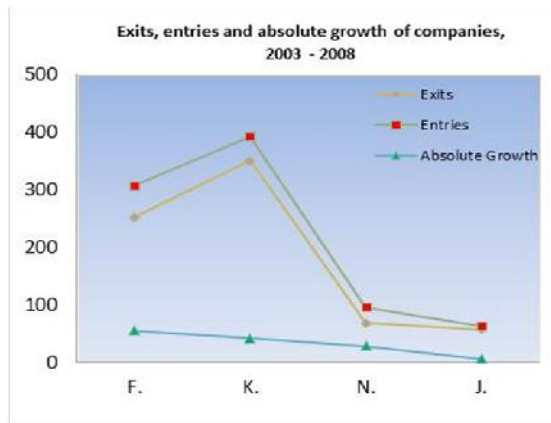 Exits, entries and absolute growth of companies,
2003 - 2008
500
400
300
200
100
0
Exits
Entries
Absolute Growth
F. K. N. J.